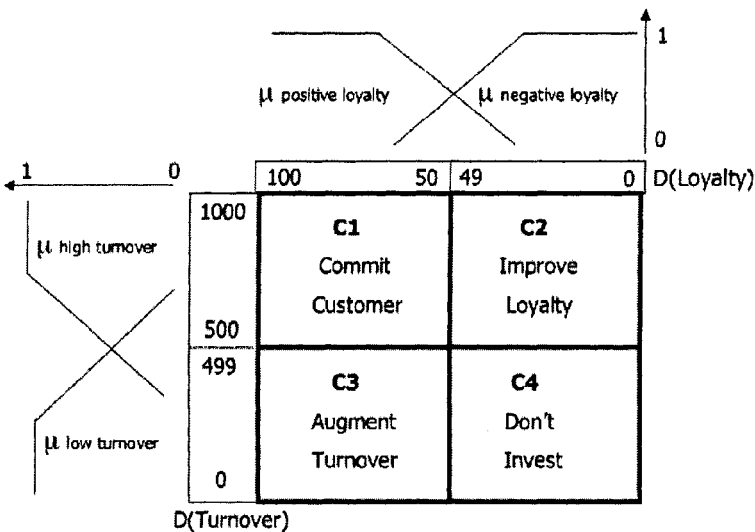 1
μ positive loyalty μ negative loyalty
0
1 0
100 50 49 0 D(Loyalty)
1000
μ high turnover
C1 C2
Commit Improve
Customer Loyalty
500
499
C3 C4
Augment Don't
μ low turnover
Turnover Invest
0
D(Turnover)